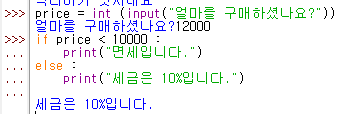 >>> price = int (input("얼마를 구매하셨나요?"))
얼마를 구매하셨나요?12000
>>> if price < 10000 :
...     print("면세입니다.")
... else :
...     print("세금은 10%입니다.")
...
세금은 10%입니다.